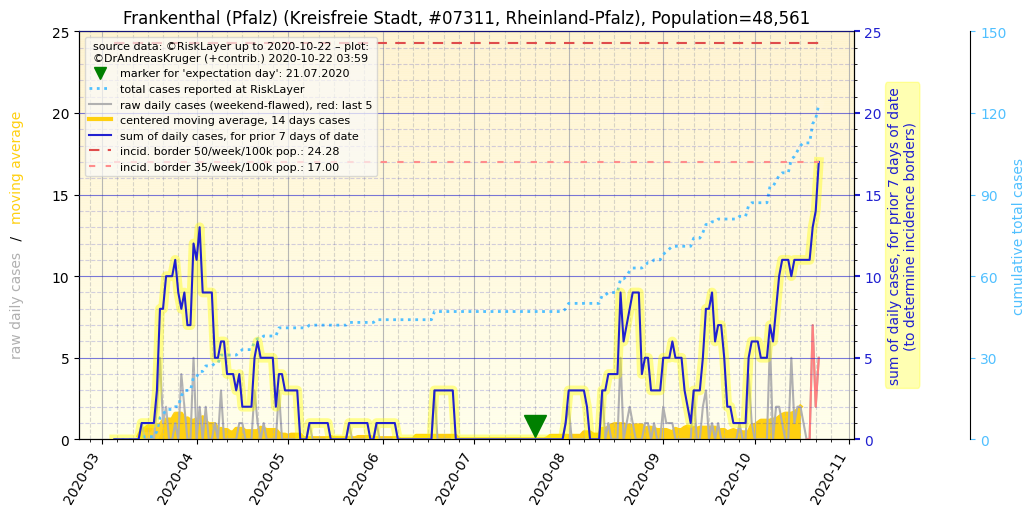 Frankenthal (Pfalz) (Kreisfreie Stadt, #07311, Rheinland-Pfalz), Population=48,561
source data: ©RiskLayer up to 2020-10-22 – plot:
©DrAndreasKruger (+contrib.) 2020-10-22 03:59
marker for 'expectation day': 21.07.2020
total cases reported at RiskLayer
raw daily cases (weekend-flawed), red: last 5
centered moving average, 14 days cases
sum of daily cases, for prior 7 days of date
incid. border 50/week/100k pop.: 24.28
incid. border 35/week/100k pop.: 17.00
raw daily cases / moving average
25
20
15
10
5
0
2020-03
2020-04
2020-05
2020-06
2020-07
2020-08
2020-09
2020-10
2020-11
25
20
15
10
5
0
sum of daily cases, for prior 7 days of date
(to determine incidence borders)
150
120
90
60
30
0
cumulative total cases